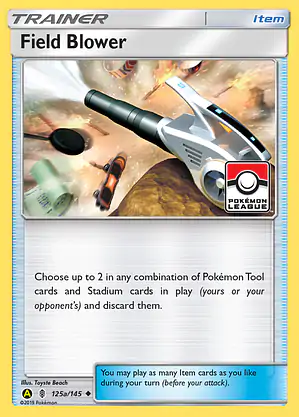 TRAINER Item
Field Blower
POKÉMON
LEAGUE
Choose up to 2 in any combination of Pokémon Tool
cards and Stadium cards in play (yours or your
opponent's) and discard them.
Illus. Toyste Beach
You may play as many Item cards as you like
during your turn (before your attack).
A 125a/145
©2018 Pokémon